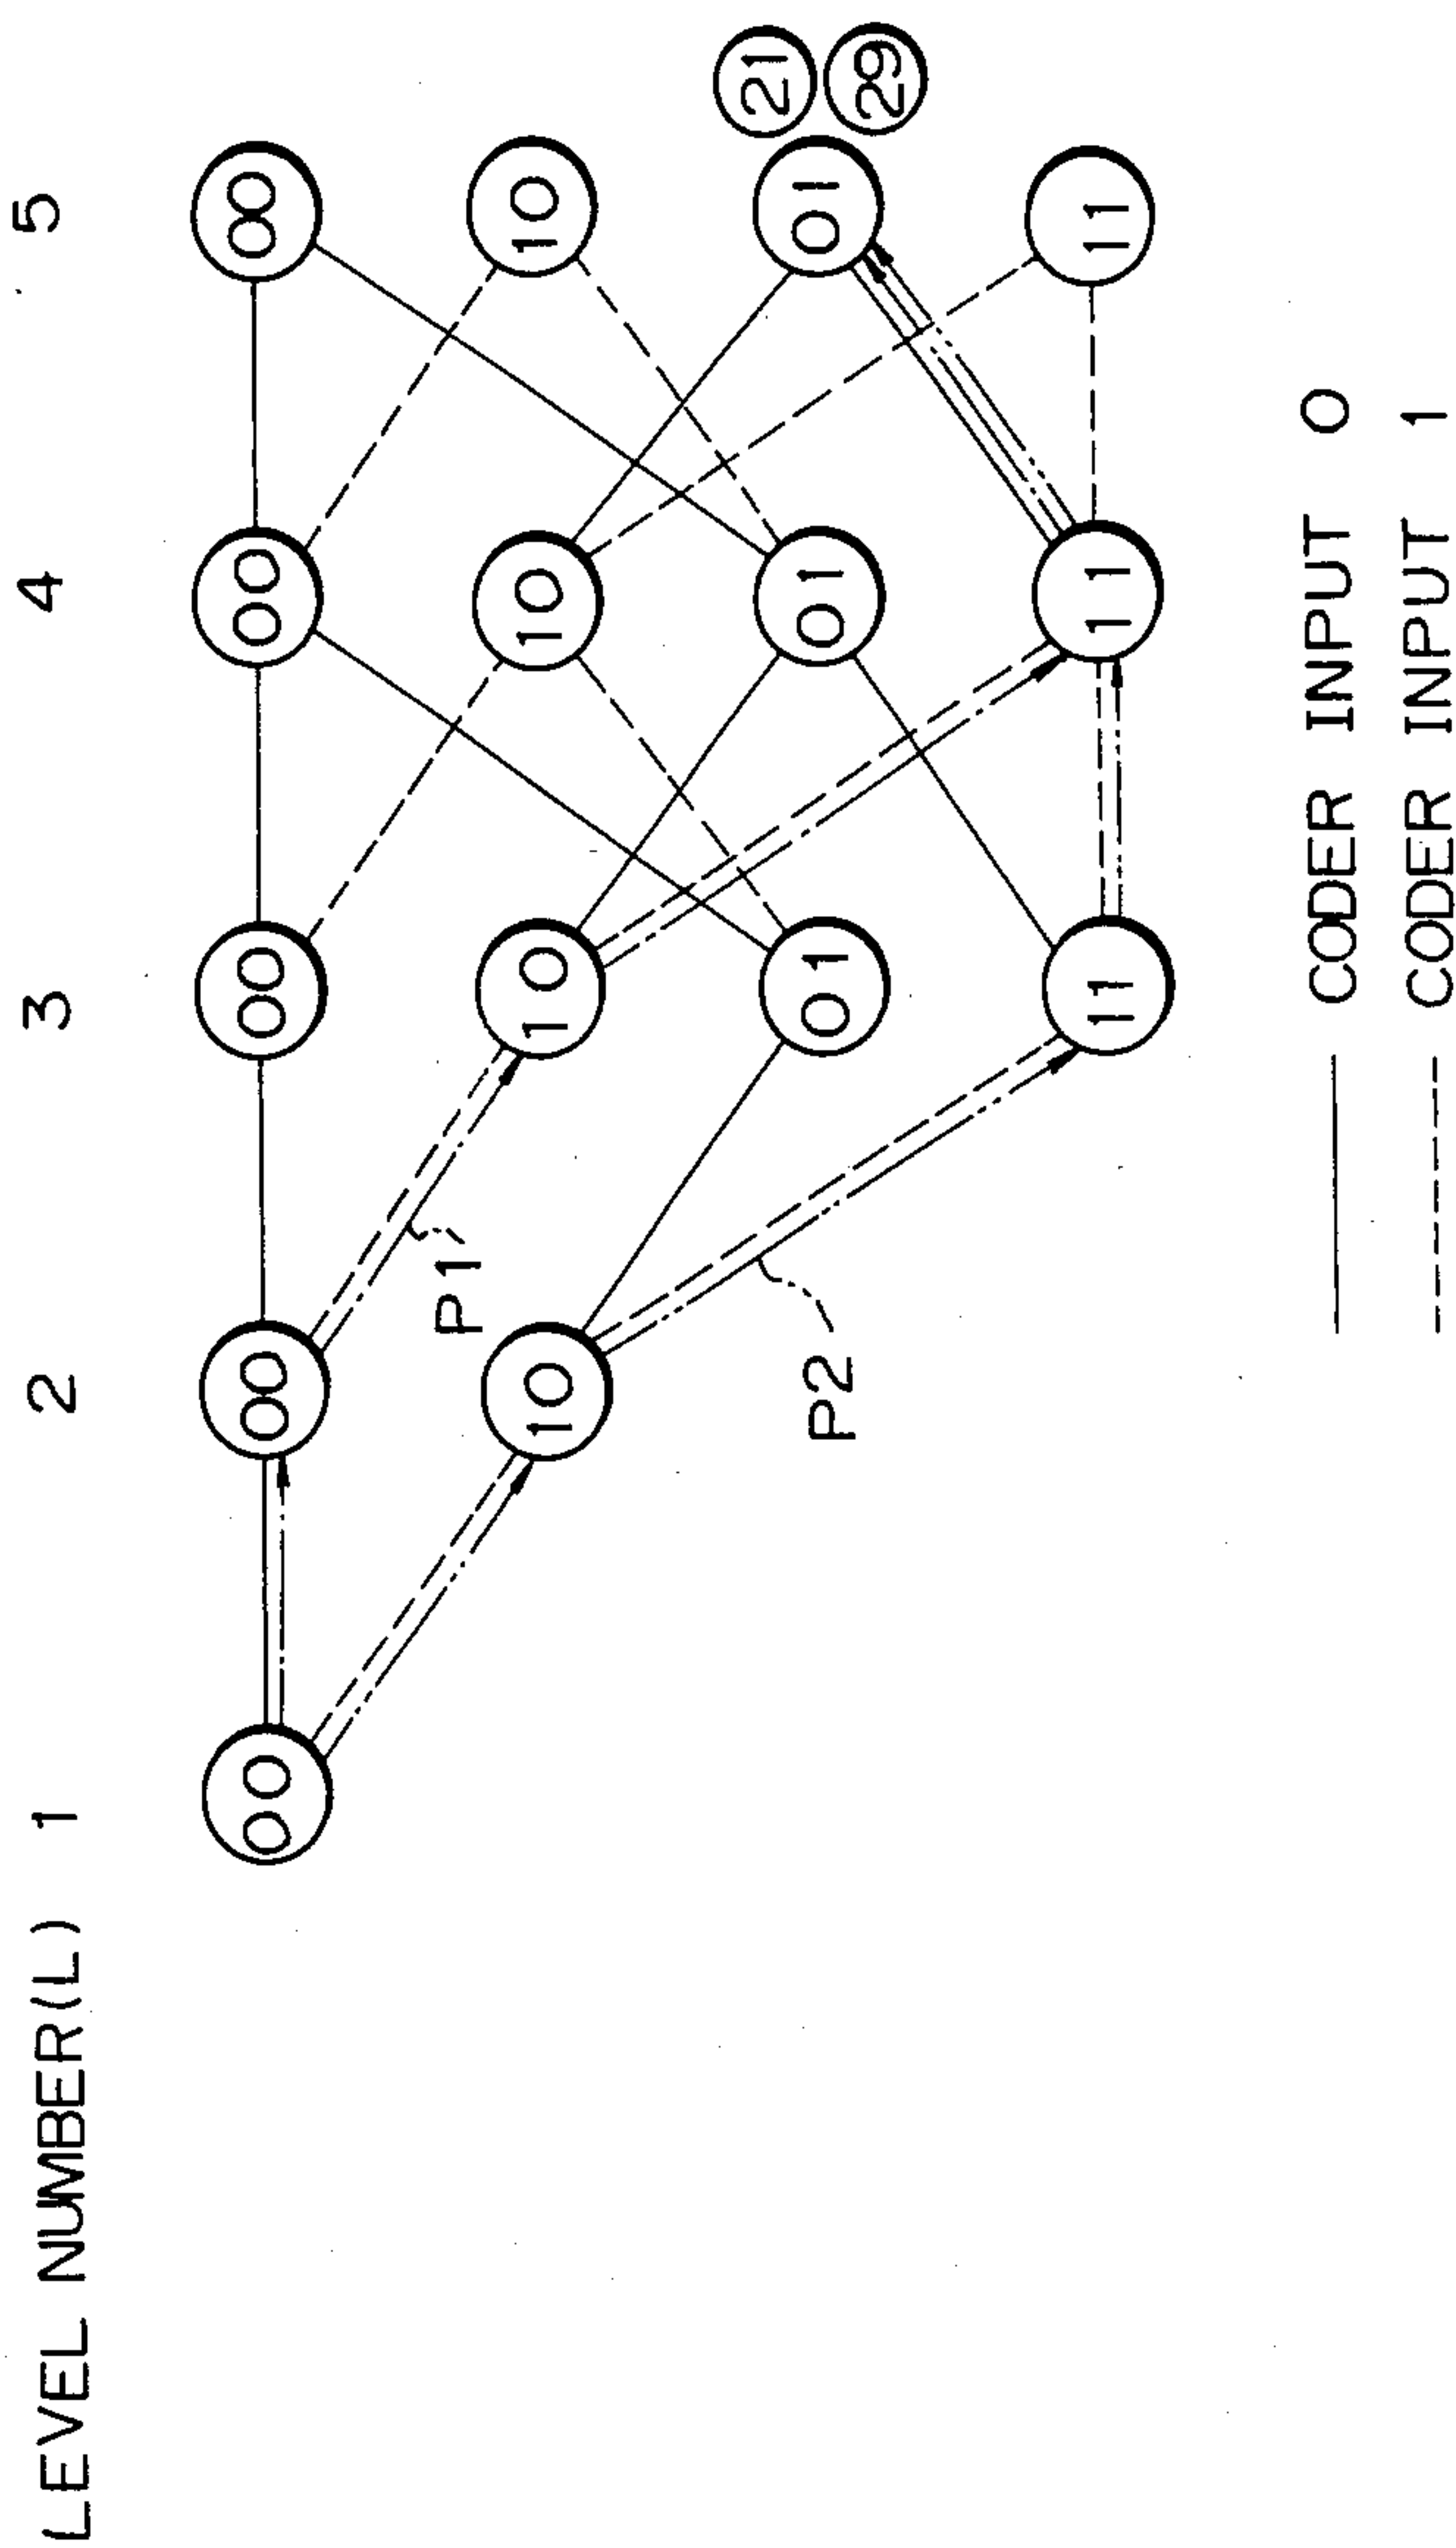 LEVEL NUMBER(L) 1 2 3 4 5
00 00 00 00 00
10 10 10 10
P1
01 01 01
21
29
P2
11 11 11
CODER INPUT 0
CODER INPUT 1